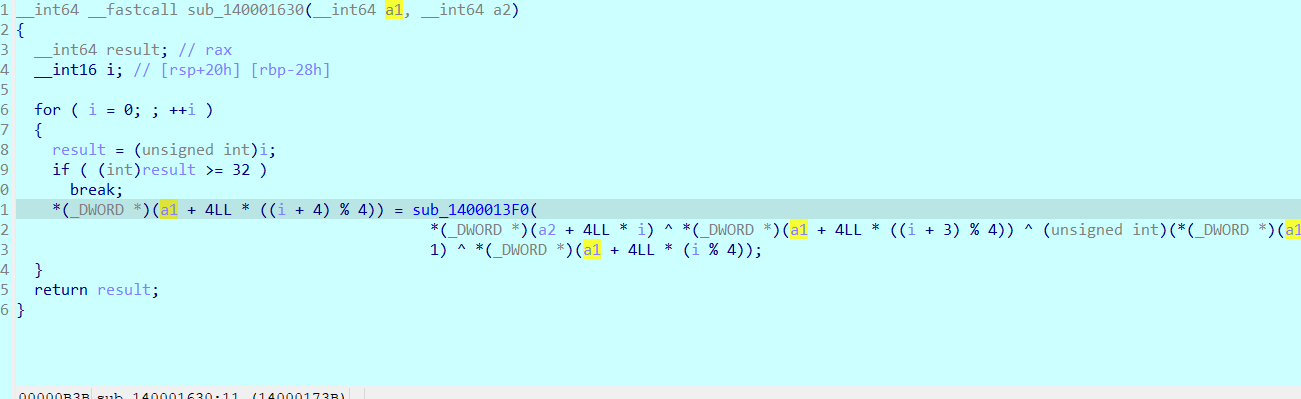 1 __int64 __fastcall sub_140001630(__int64 a1, __int64 a2)
2 {
3 __int64 result; // rax
4 __int16 i; // [rsp+20h] [rbp-28h]
5
6 for ( i = 0; ; ++i )
7 {
8 result = (unsigned int)i;
9 if ( (int)result >= 32 )
0 break;
1 *(_DWORD *)(a1 + 4LL * ((i + 4) % 4)) = sub_1400013F0(
2 *(_DWORD *)(a2 + 4LL * i) ^ *(_DWORD *)(a1 + 4LL * ((i + 3) % 4)) ^ (unsigned int)(*(_DWORD *)(a1
3 1) ^ *(_DWORD *)(a1 + 4LL * (i % 4));
4 }
5 return result;
6 }
00000B3B sub_140001630:11 (14000173B)